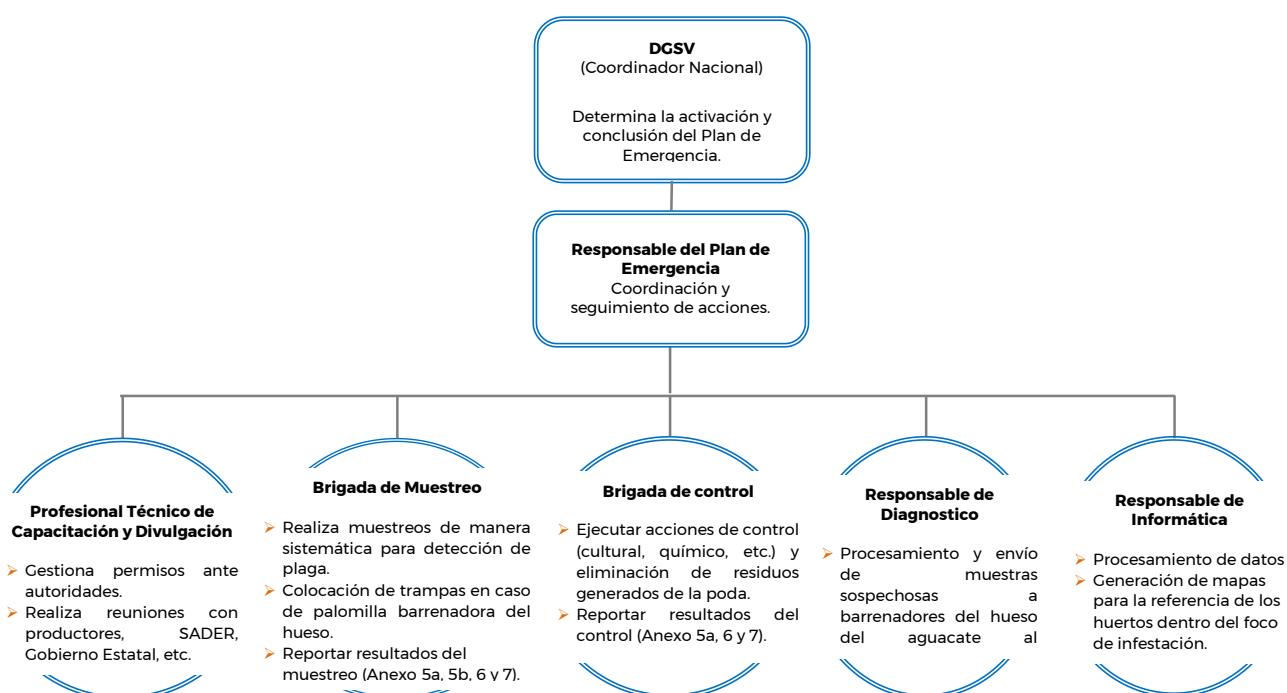 DGSV
(Coordinador Nacional)
Determina la activación y
conclusión del Plan de
Emergencia.
Responsable del Plan de
Emergencia
Coordinación y
seguimiento de acciones.
Profesional Técnico de
Capacitación y Divulgación
➢ Gestiona permisos ante
autoridades.
➢ Realiza reuniones con
productores, SADER,
Gobierno Estatal, etc.
Brigada de Muestreo
➢ Realiza muestreos de manera
sistemática para detección de
plaga.
➢ Colocación de trampas en caso
de palomilla barrenadora del
hueso.
➢ Reportar resultados del
muestreo (Anexo 5a, 5b, 6 y 7).
Brigada de control
➢ Ejecutar acciones de control
(cultural, químico, etc.) y
eliminación de residuos
generados de la poda.
➢ Reportar resultados del
control (Anexo 5a, 6 y 7).
Responsable de
Diagnostico
➢ Procesamiento y envío
de muestras
sospechosas a
barrenadores del hueso
del aguacate al
Responsable de
Informática
➢ Procesamiento de datos
➢ Generación de mapas
para la referencia de los
huertos dentro del foco
de infestación.